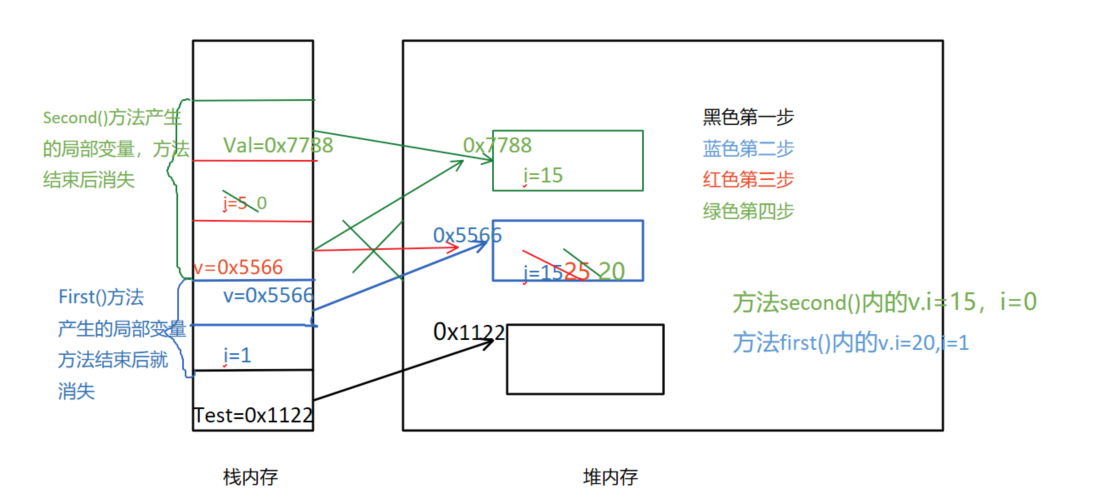 Second()方法产生
的局部变量，方法
结束后消失
Val=0x7788
i=5 0
v=0x5566
First()方法
产生的局部变量
方法结束后就
消失
v=0x5566
i=1
Test=0x1122
栈内存
0x7788
i=15
0x5566
i=15 25 20
0x1122
堆内存
黑色第一步
蓝色第二步
红色第三步
绿色第四步
方法second()内的v.i=15，i=0
方法first()内的v.i=20,i=1